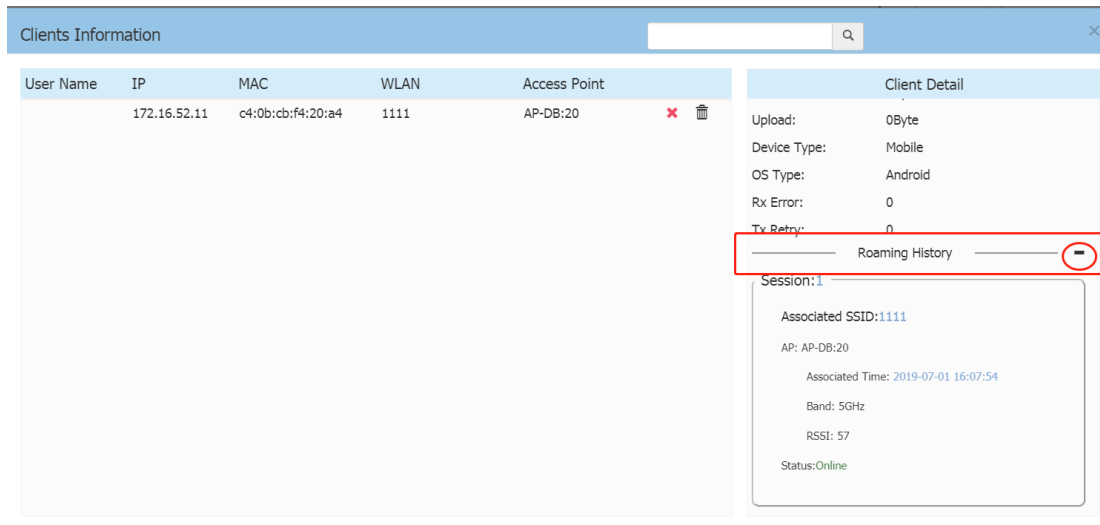 Clients Information
User Name IP MAC WLAN Access Point
172.16.52.11 c4:0b:cb:f4:20:a4 1111 AP-DB:20
Client Detail
Upload: 0Byte
Device Type: Mobile
OS Type: Android
Rx Error: 0
Tx Retry: 0
Roaming History
Session:1
Associated SSID:1111
AP: AP-DB:20
Associated Time: 2019-07-01 16:07:54
Band: 5GHz
RSSI: 57
Status:Online